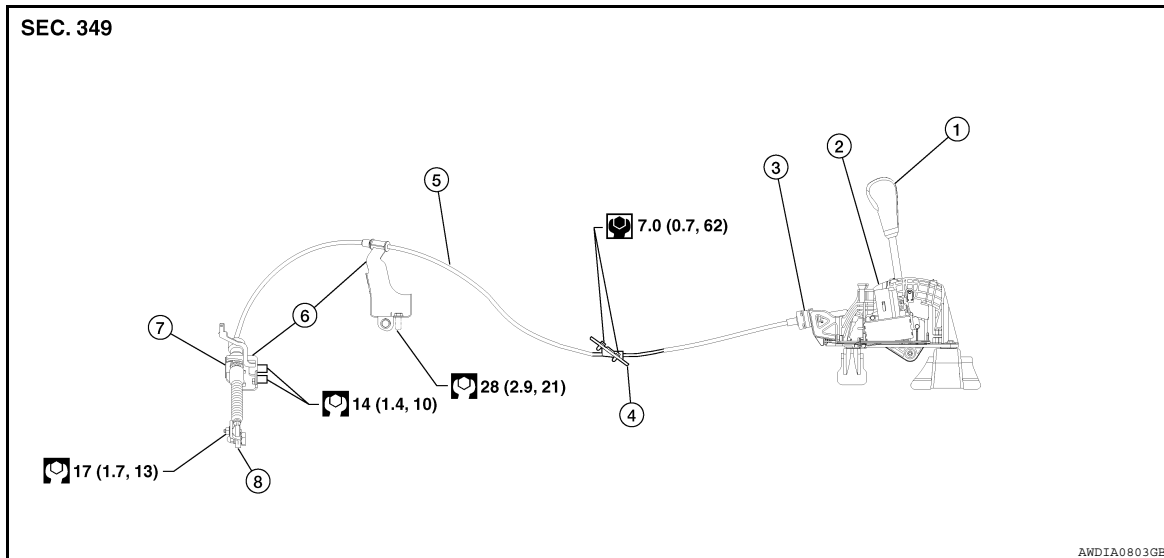 SEC. 349
1
2
3
5
7.0 (0.7, 62)
6
7
28 (2.9, 21)
14 (1.4, 10)
4
17 (1.7, 13)
8
AWDIA0803GB